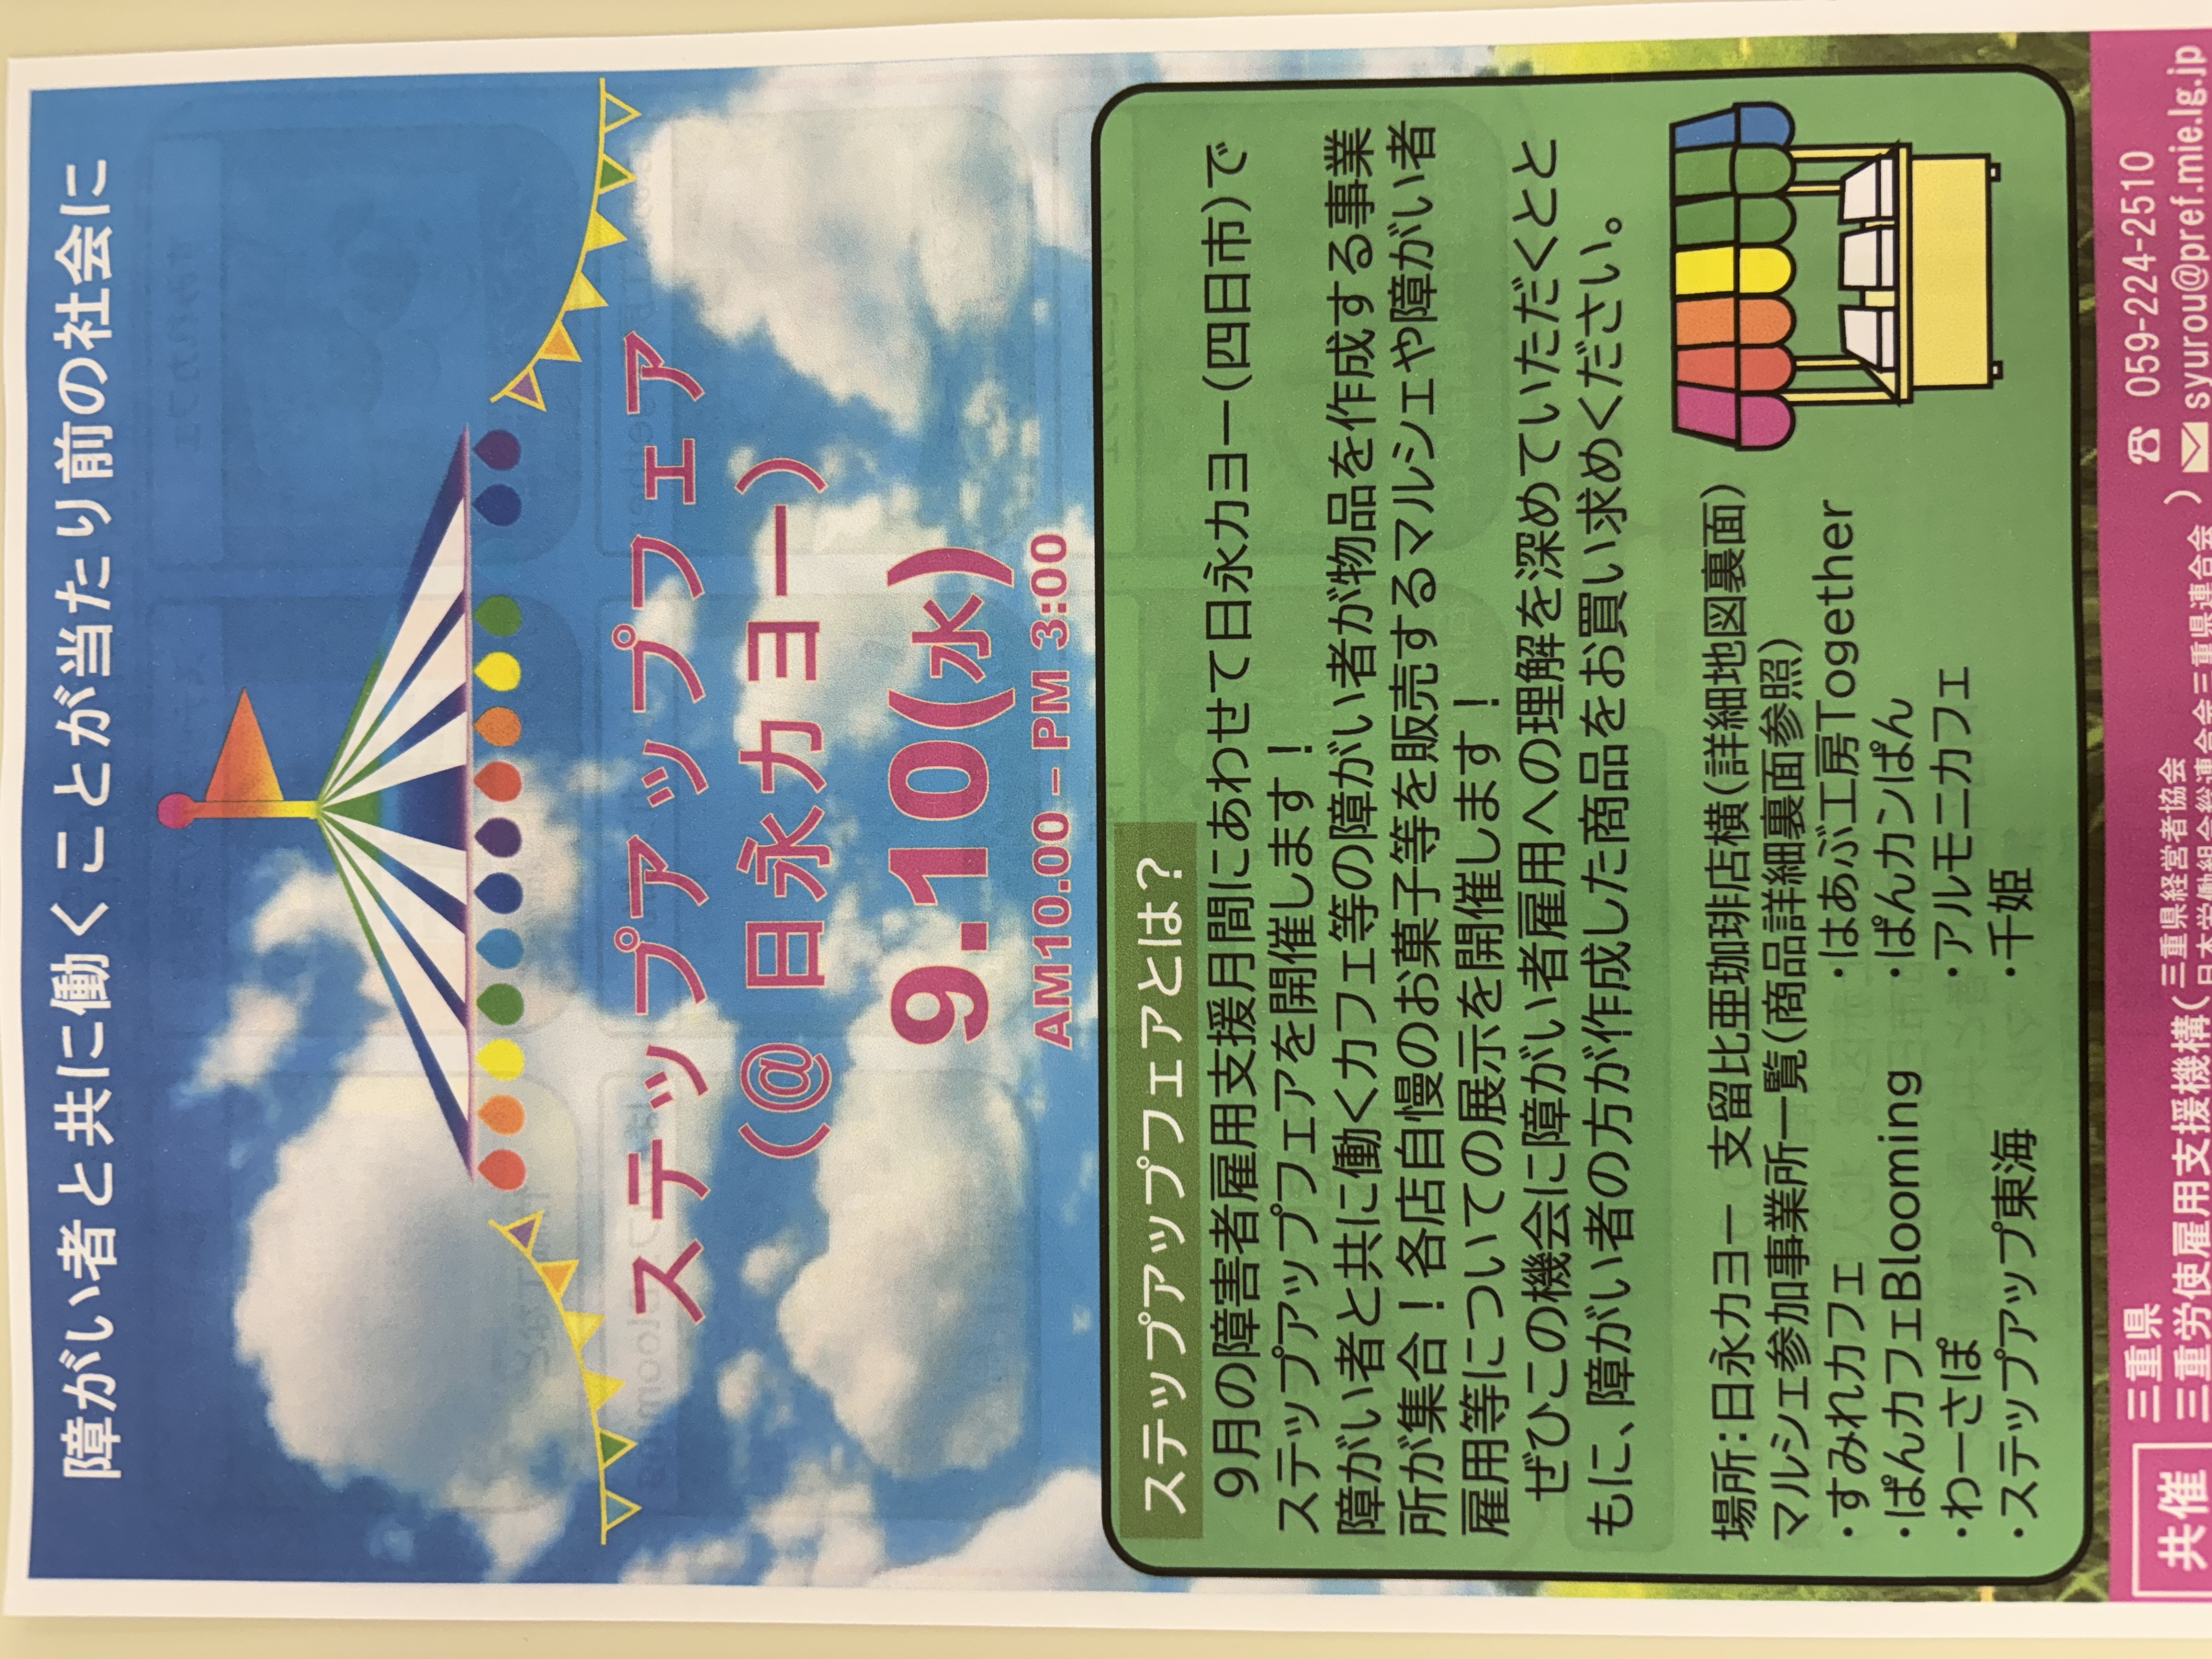 障がい者と共に働くことが当たり前の社会に
ステップアップフェア
（@ 日永カヨー）
9.10(水)
AM10.00 – PM 3:00
ステップアップフェアとは？
９月の障害者雇用支援月間にあわせて日永カヨー（四日市）で
ステップアップフェアを開催します！
障がい者と共に働くカフェ等の障がい者が物品を作成する事業
所が集合！各店自慢のお菓子等を販売するマルシェや障がい者
雇用等についての展示を開催します！
ぜひこの機会に障がい者雇用への理解を深めていただくとと
もに、障がい者の方が作成した商品をお買い求めください。
場所：日永カヨー 支留比亜珈琲店横（詳細地図裏面）
マルシェ参加事業所一覧（商品詳細裏面参照）
・すみれカフェ ・はあぶ工房Together
・ぱんカフェBlooming ・ぱんカンぱん
・わーさぽ ・アルモニカフェ
・ステップアップ東海 ・千姫
共催
三重県
三重労使雇用支援機構（三重県経営者協会
日本労働組合総連合会三重県連合会）
☎ 059-224-2510
✉ syurou@pref.mie.lg.jp